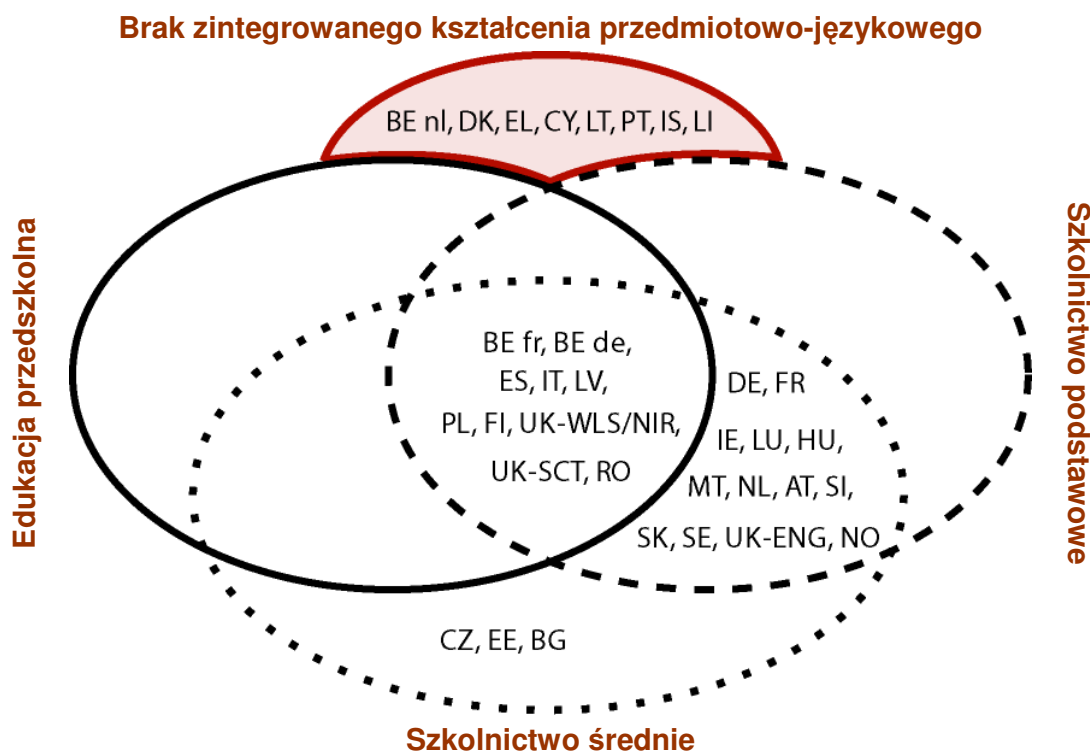 Brak zintegrowanego kształcenia przedmiotowo-językowego
BE nl, DK, EL, CY, LT, PT, IS, LI
Edukacja przedszkolna
Szkolnictwo podstawowe
BE fr, BE de,
ES, IT, LV,
PL, FI, UK-WLS/NIR,
UK-SCT, RO
DE, FR
IE, LU, HU,
MT, NL, AT, SI,
SK, SE, UK-ENG, NO
CZ, EE, BG
Szkolnictwo średnie